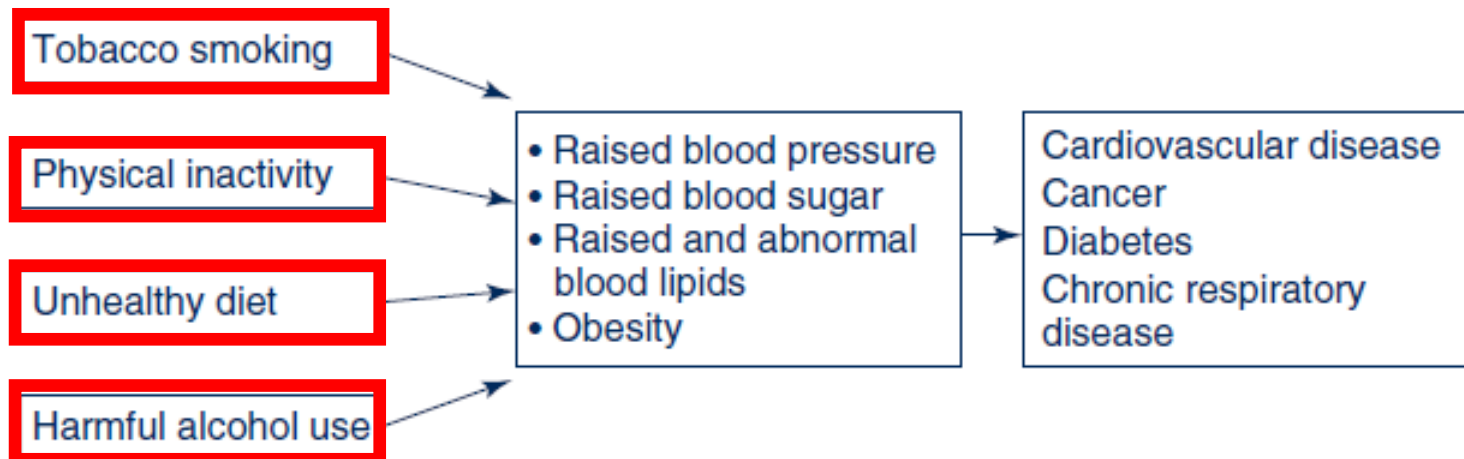 Tobacco smoking
Physical inactivity
Unhealthy diet
Harmful alcohol use
• Raised blood pressure
• Raised blood sugar
• Raised and abnormal
blood lipids
• Obesity
Cardiovascular disease
Cancer
Diabetes
Chronic respiratory
disease